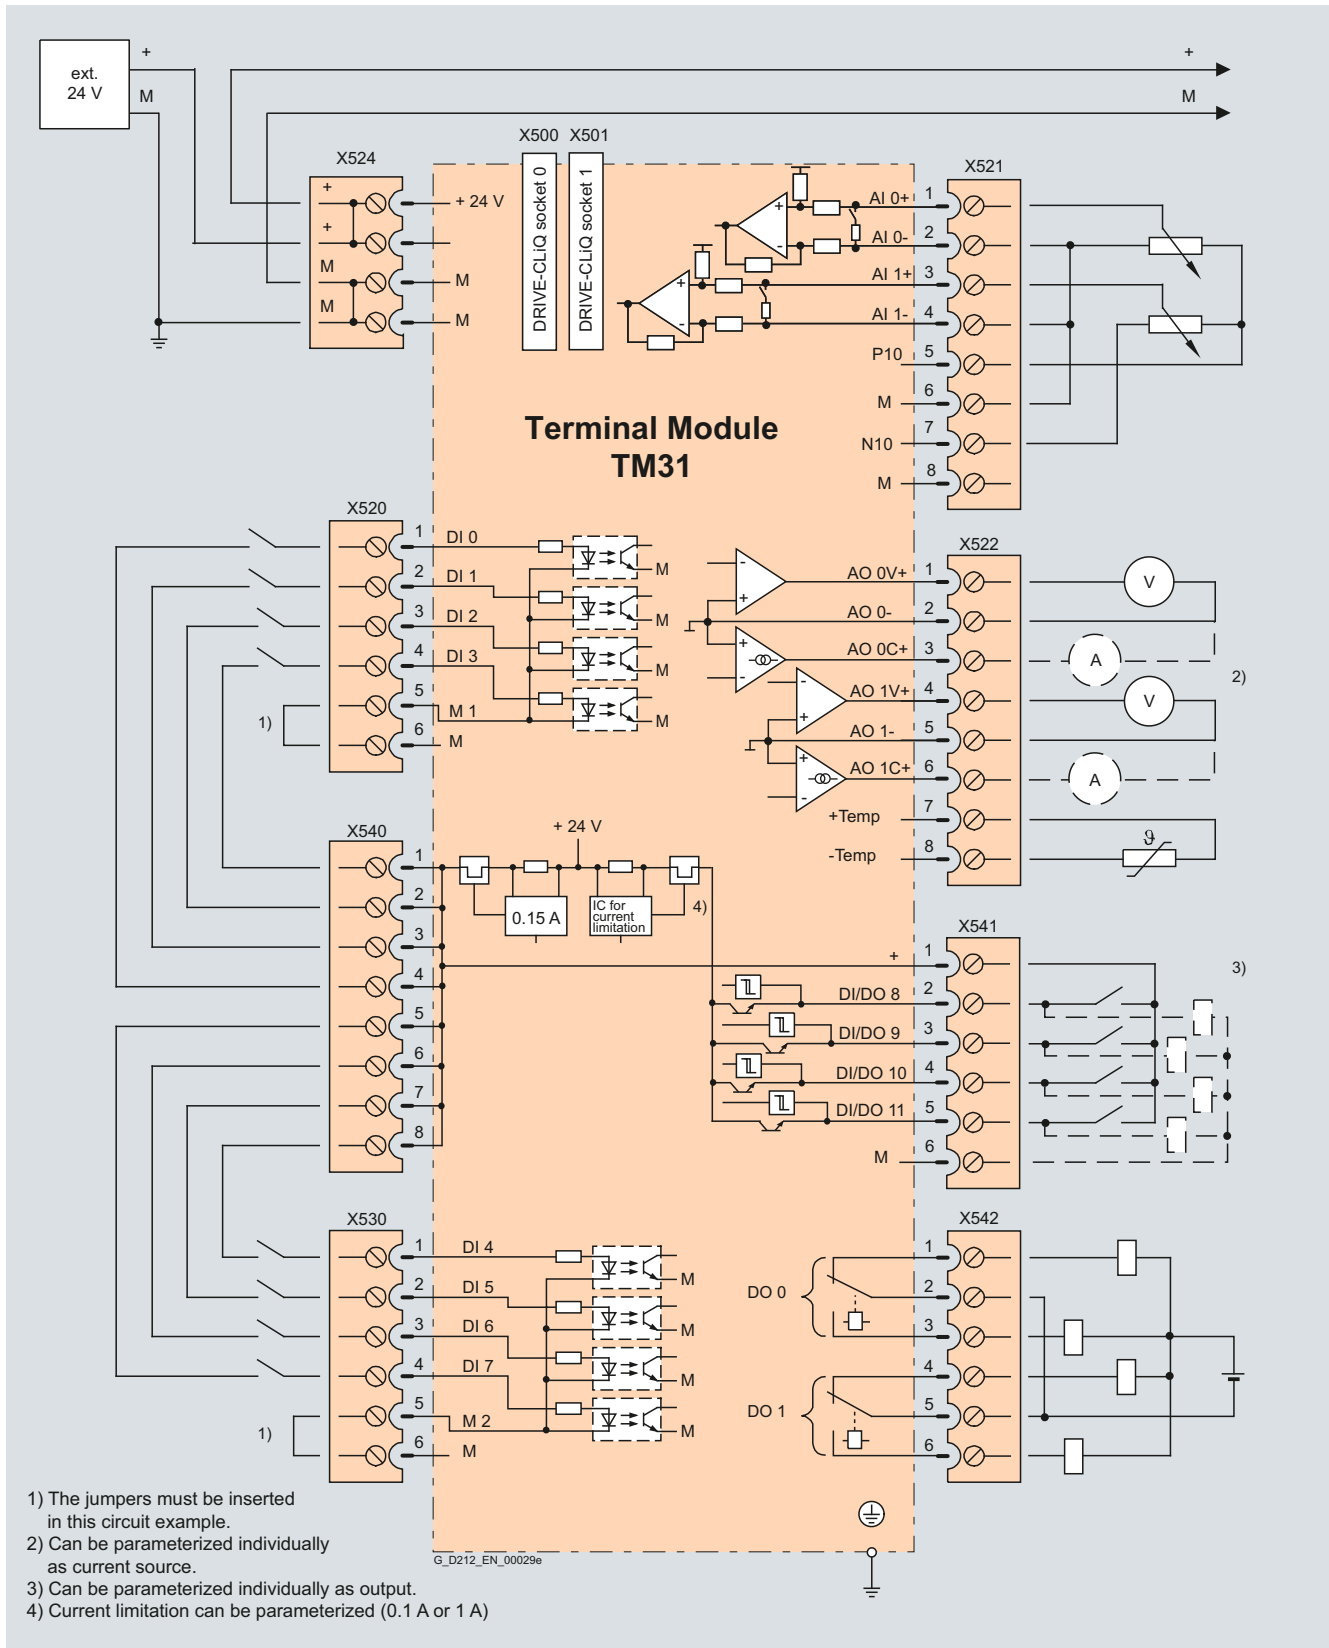 ext.
24 V
+
M
+
M
X500 X501
DRIVE-CLiQ socket 0
DRIVE-CLiQ socket 1
X524
+
+
M
M
+ 24 V
M
M
X521
AI 0+ 1
AI 0- 2
AI 1+ 3
AI 1- 4
P10 5
M 6
N10 7
M 8
+
-
+
-
Terminal Module
TM31
X520
1 DI 0
2 DI 1
3 DI 2
4 DI 3
5 M 1
6 M
1)
M
M
M
M
X522
AO 0V+ 1
AO 0- 2
AO 0C+ 3
AO 1V+ 4
AO 1- 5
AO 1C+ 6
+Temp 7
-Temp 8
-
+
+
-
-
+
+
-
V
A
V
A
2)
ϑ
X540
1
2
3
4
5
6
7
8
+ 24 V
0.15 A
IC for
current
limitation
4)
X541
+ 1
DI/DO 8 2
DI/DO 9 3
DI/DO 10 4
DI/DO 11 5
M 6
3)
X530
1 DI 4
2 DI 5
3 DI 6
4 DI 7
5 M 2
6 M
1)
M
M
M
M
X542
DO 0
DO 1
1
2
3
4
5
6
1) The jumpers must be inserted
in this circuit example.
2) Can be parameterized individually
as current source.
3) Can be parameterized individually as output.
4) Current limitation can be parameterized (0.1 A or 1 A)
G_D212_EN_00029e